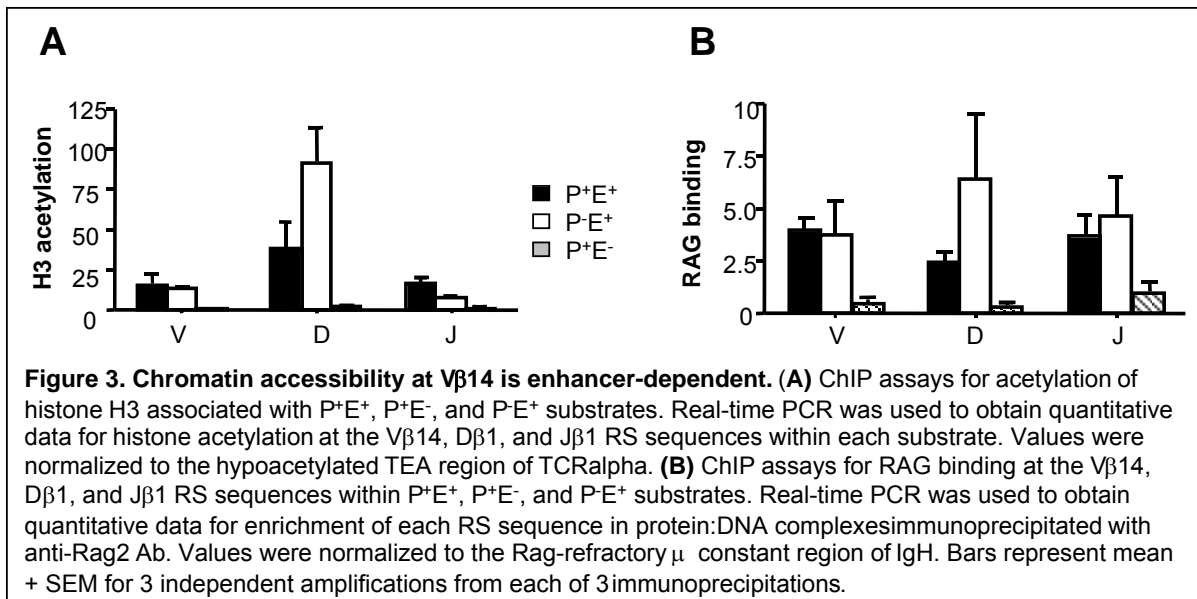 A
B
125
100
75
50
25
0
H3 acetylation
V
D
J
P⁺E⁺
P⁻E⁺
P⁺E⁻
10
7.5
5.0
2.5
0
RAG binding
V
D
J
Figure 3. Chromatin accessibility at Vβ14 is enhancer-dependent. (A) ChIP assays for acetylation of
histone H3 associated with P⁺E⁺, P⁺E⁻, and P⁻E⁺ substrates. Real-time PCR was used to obtain quantitative
data for histone acetylation at the Vβ14, Dβ1, and Jβ1 RS sequences within each substrate. Values were
normalized to the hypoacetylated TEA region of TCRalpha. (B) ChIP assays for RAG binding at the Vβ14,
Dβ1, and Jβ1 RS sequences within P⁺E⁺, P⁺E⁻, and P⁻E⁺ substrates. Real-time PCR was used to obtain
quantitative data for enrichment of each RS sequence in protein:DNA complexesimmunoprecipitated with
anti-Rag2 Ab. Values were normalized to the Rag-refractory μ constant region of IgH. Bars represent mean
+ SEM for 3 independent amplifications from each of 3 immunoprecipitations.